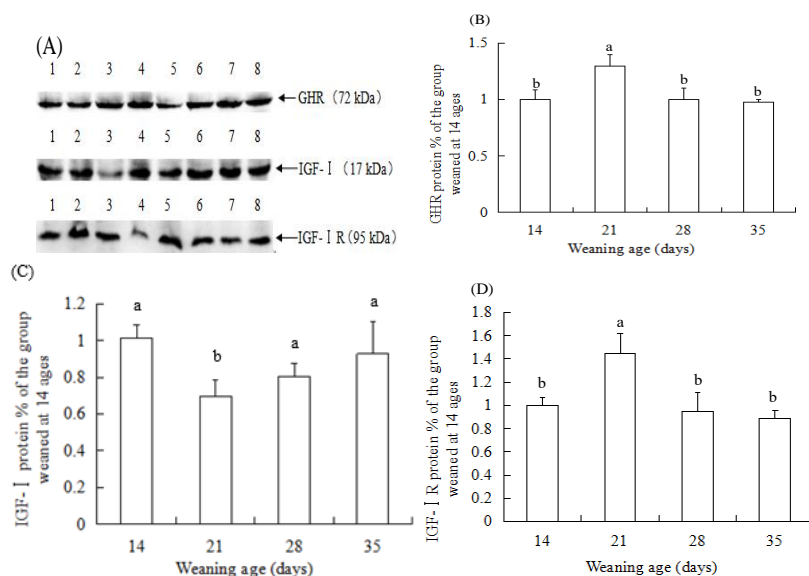 (A)
1 2 3 4 5 6 7 8
GHR (72 kDa)
1 2 3 4 5 6 7 8
IGF-Ⅰ (17 kDa)
1 2 3 4 5 6 7 8
IGF-Ⅰ R (95 kDa)
(B)
GHR protein % of the group
weaned at 14 ages
1.5
1
0.5
0
b
a
b
b
14 21 28 35
Weaning age (days)
(C)
IGF-Ⅰ protein % of the group
weaned at 14 ages
1.2
1
0.8
0.6
0.4
0.2
0
a
b
a
a
14 21 28 35
Weaning age (days)
(D)
IGF-Ⅰ R protein % of the group
weaned at 14 ages
1.8
1.6
1.4
1.2
1
0.8
0.6
0.4
0.2
0
b
a
b
b
14 21 28 35
Weaning age (days)